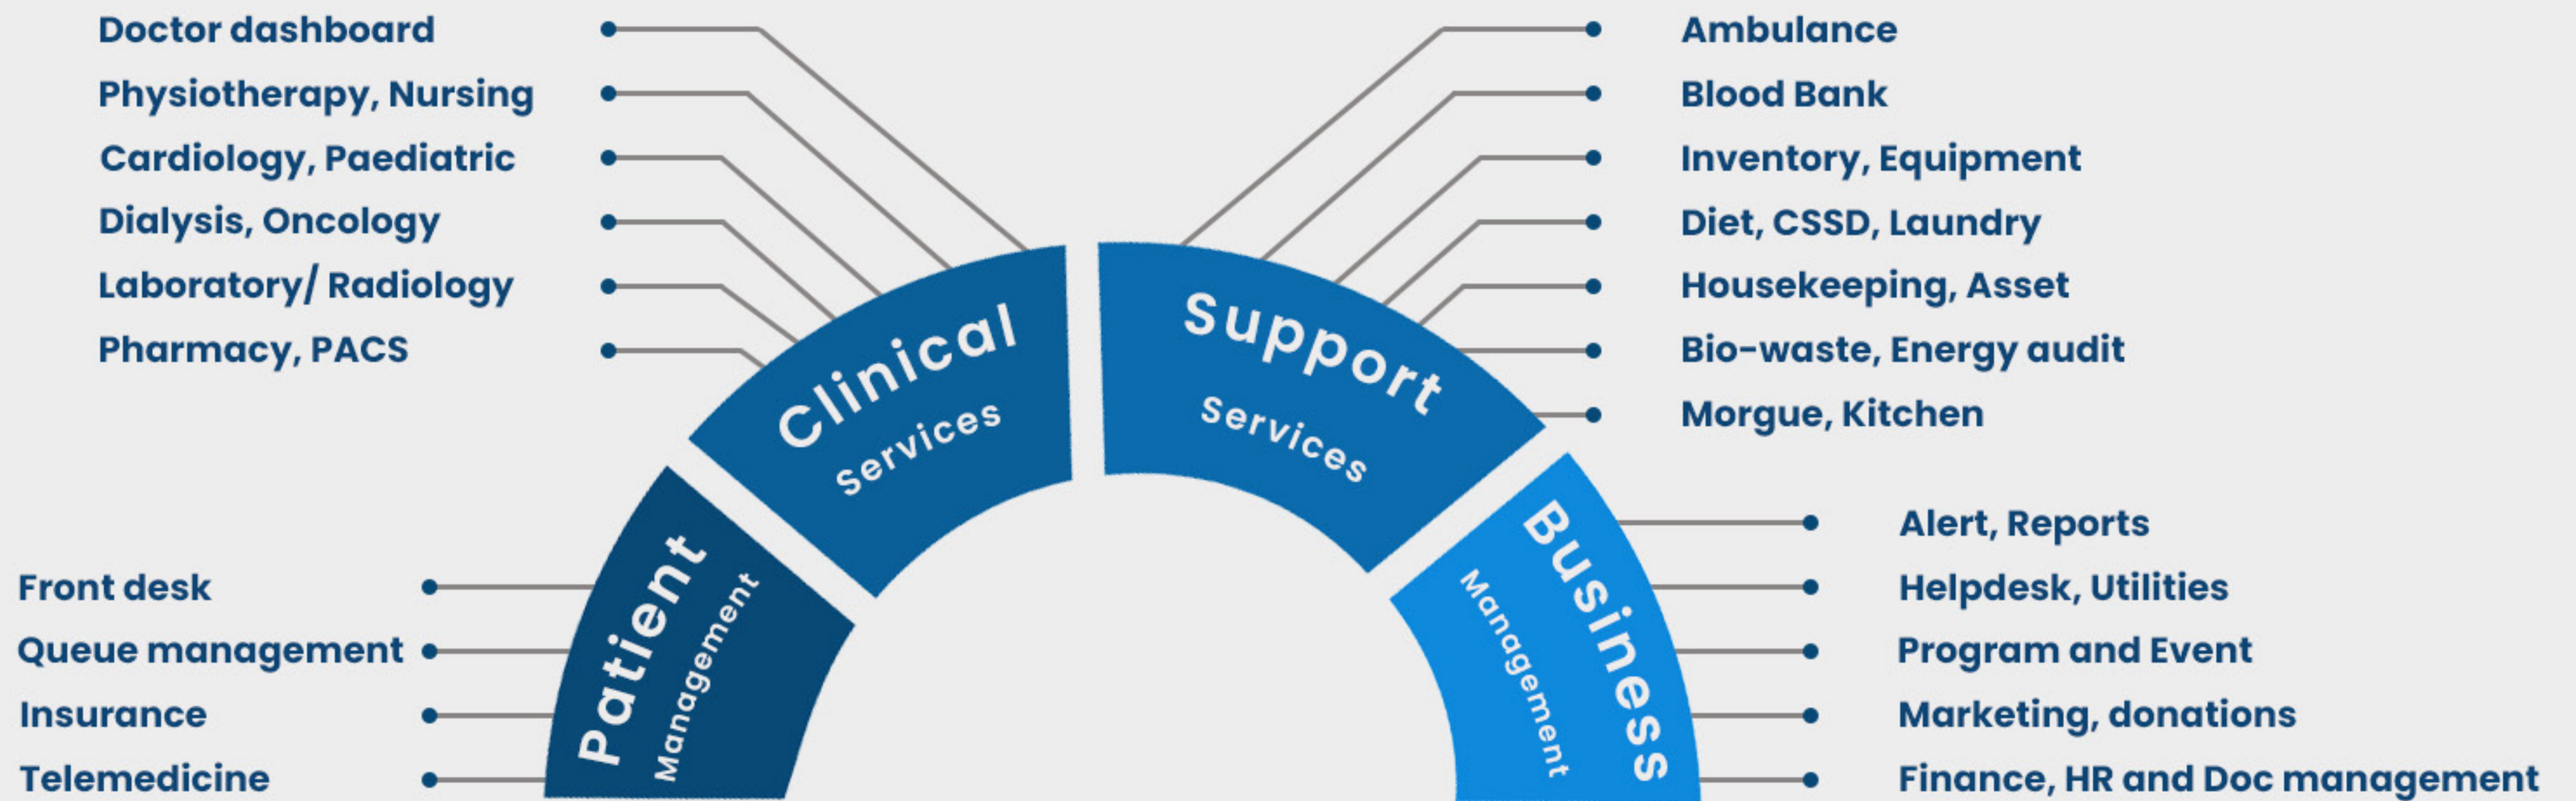 Doctor dashboard
Physiotherapy, Nursing
Cardiology, Paediatric
Dialysis, Oncology
Laboratory/ Radiology
Pharmacy, PACS
Clinical
Services
Ambulance
Blood Bank
Inventory, Equipment
Diet, CSSD, Laundry
Housekeeping, Asset
Bio-waste, Energy audit
Morgue, Kitchen
Support
Services
Front desk
Queue management
Insurance
Telemedicine
Patient
Management
Business
Management
Alert, Reports
Helpdesk, Utilities
Program and Event
Marketing, donations
Finance, HR and Doc management